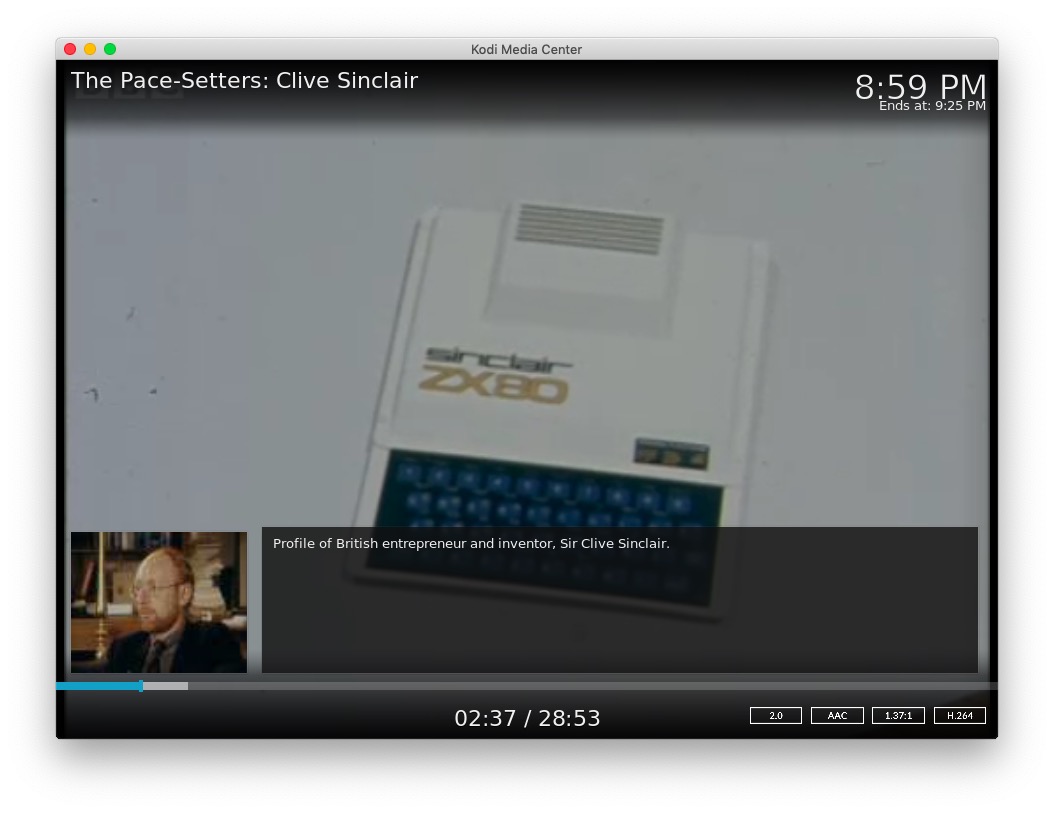 Kodi Media Center
The Pace-Setters: Clive Sinclair
8:59 PM
Ends at: 9:25 PM
sinclair
ZX80
Profile of British entrepreneur and inventor, Sir Clive Sinclair.
02:37 / 28:53
2.0
AAC
1.37:1
H.264